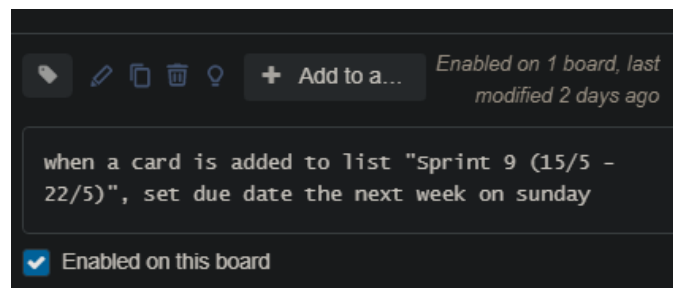 + Add to a...
Enabled on 1 board, last
modified 2 days ago
when a card is added to list "Sprint 9 (15/5 -
22/5)", set due date the next week on sunday
Enabled on this board